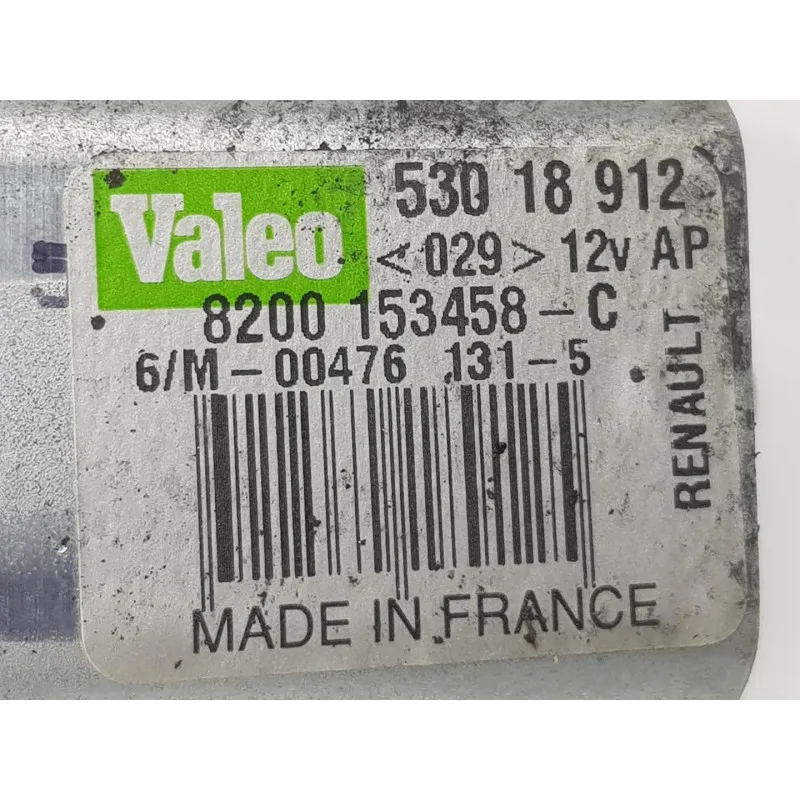 Valeo
530 18 912
<029> 12v AP
8200 153458-C
6/M-00476 131-5
RENAULT
MADE IN FRANCE